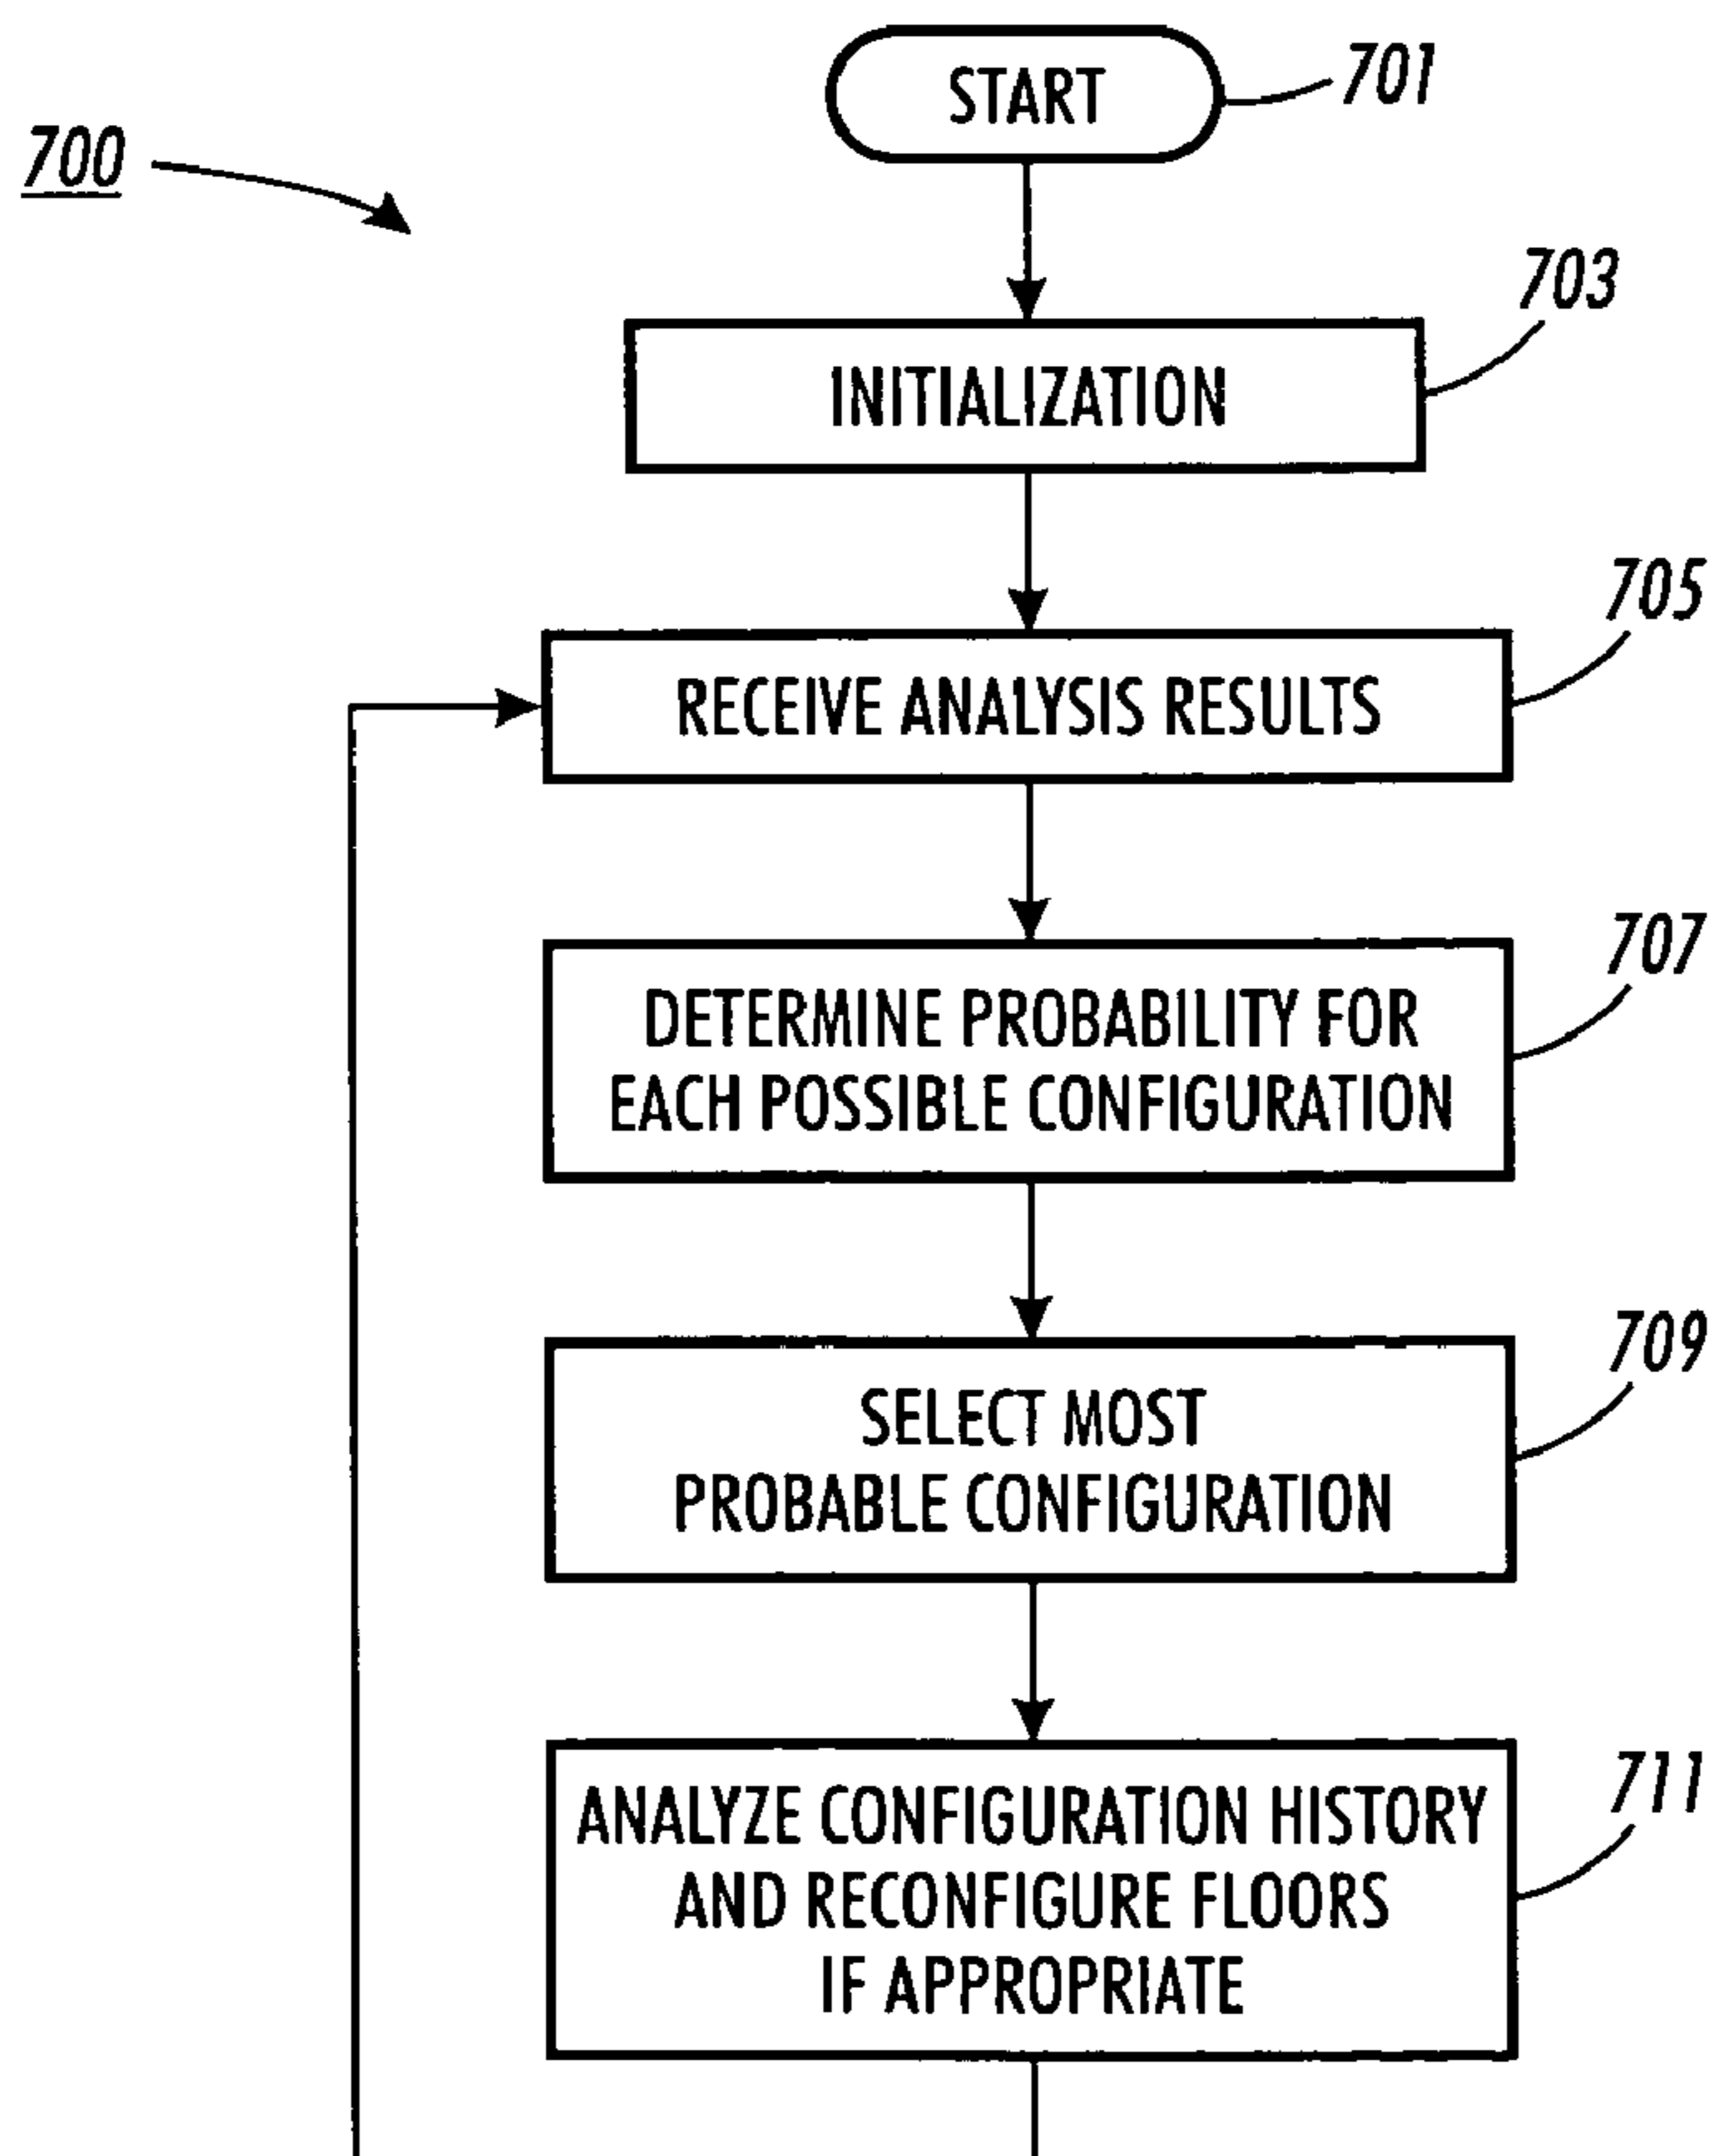 START
701
700
703
INITIALIZATION
705
RECEIVE ANALYSIS RESULTS
707
DETERMINE PROBABILITY FOR
EACH POSSIBLE CONFIGURATION
709
SELECT MOST
PROBABLE CONFIGURATION
711
ANALYZE CONFIGURATION HISTORY
AND RECONFIGURE FLOORS
IF APPROPRIATE